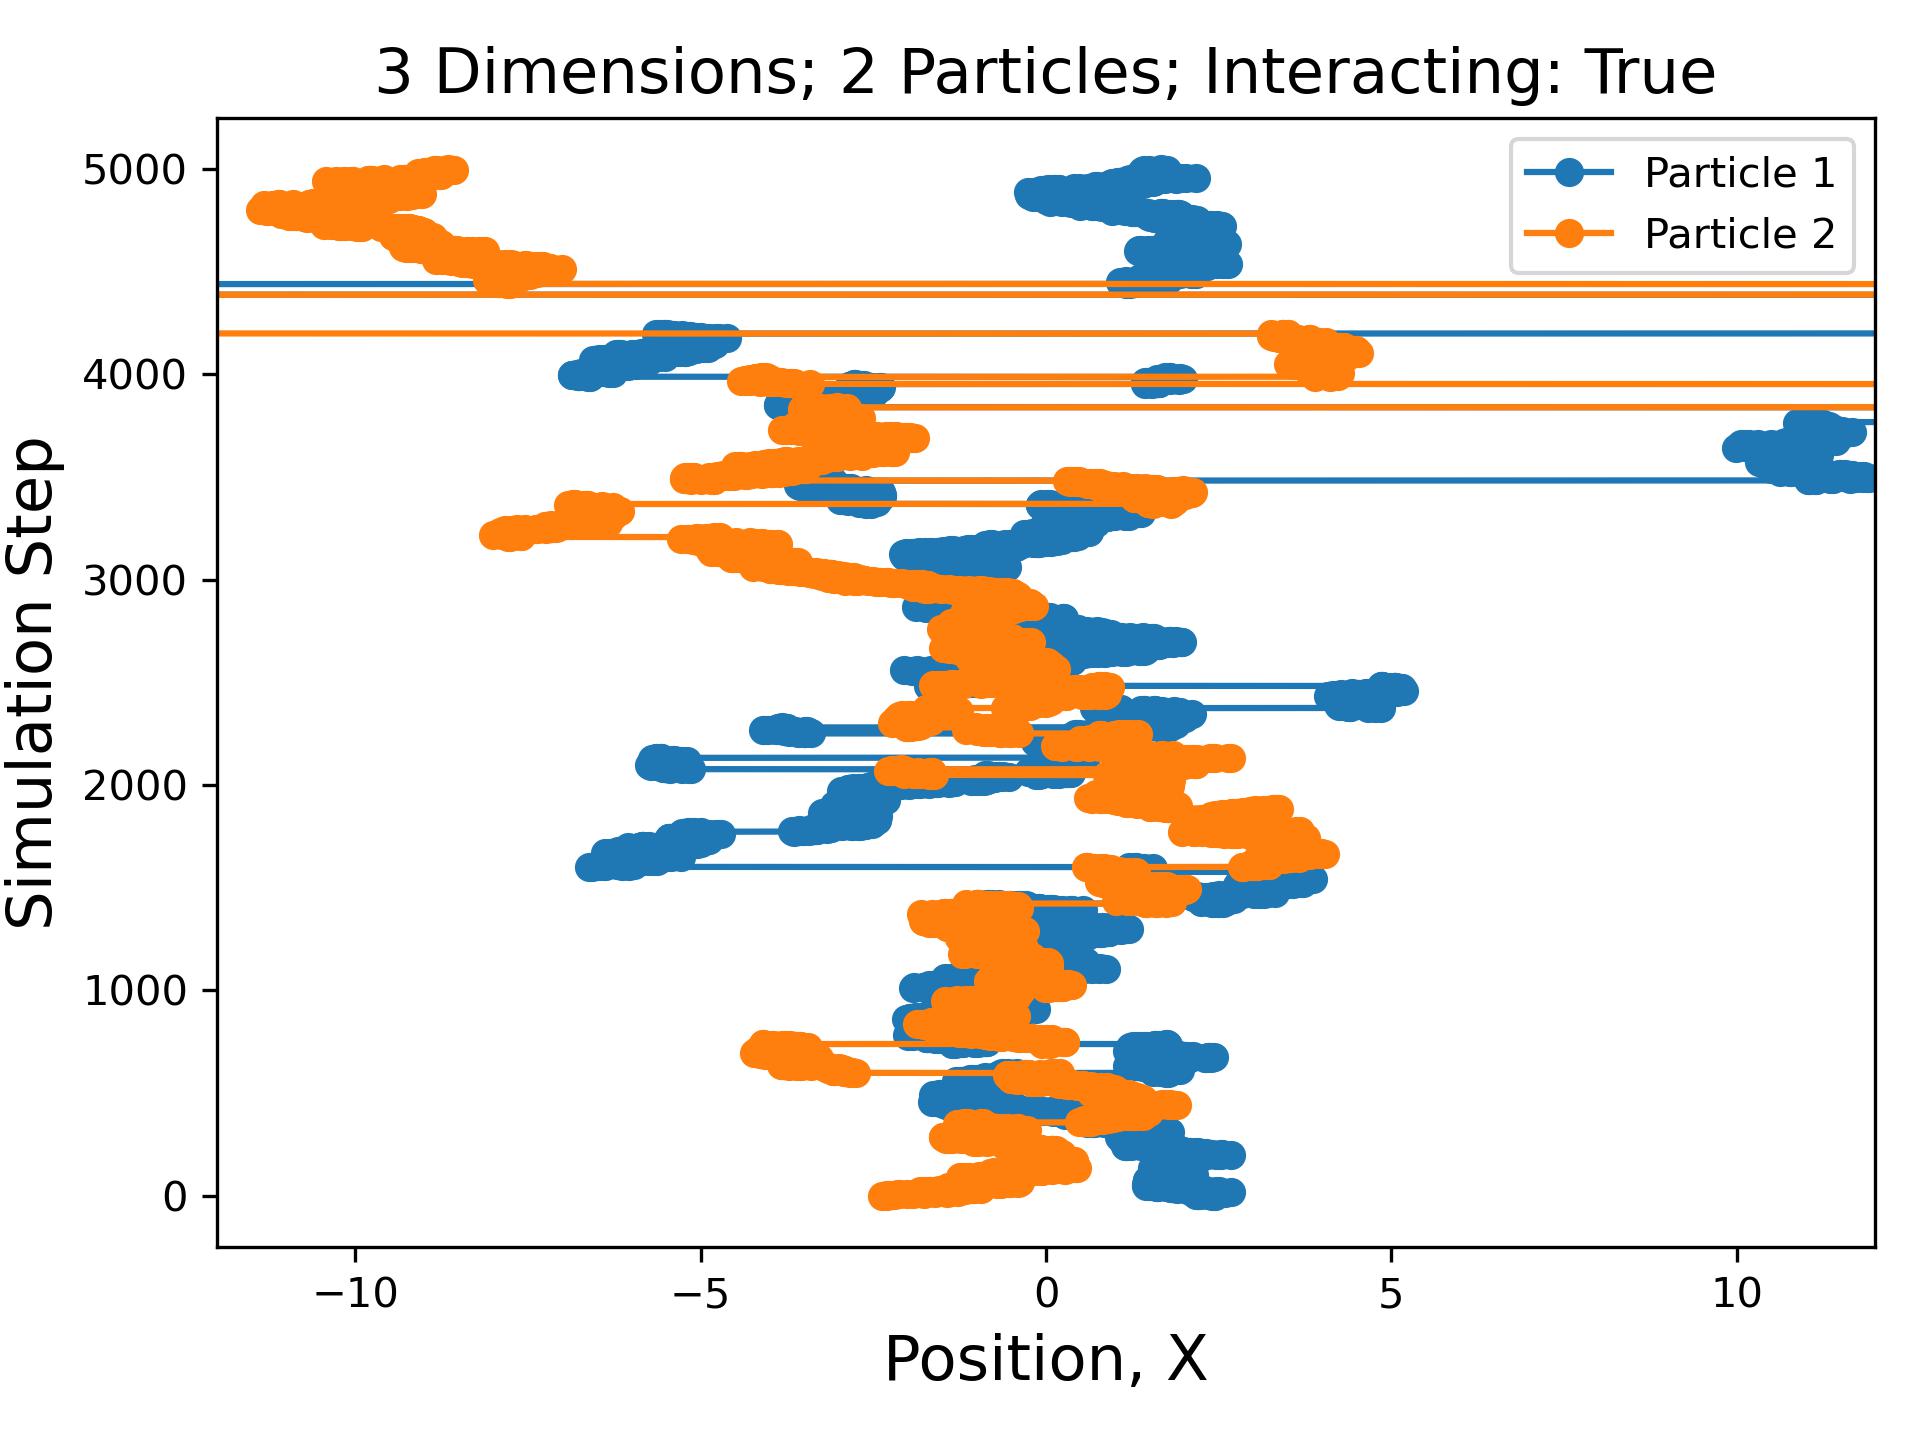 3 Dimensions; 2 Particles; Interacting: True
Particle 1
Particle 2
Simulation Step
5000
4000
3000
2000
1000
0
−10
−5
0
5
10
Position, X